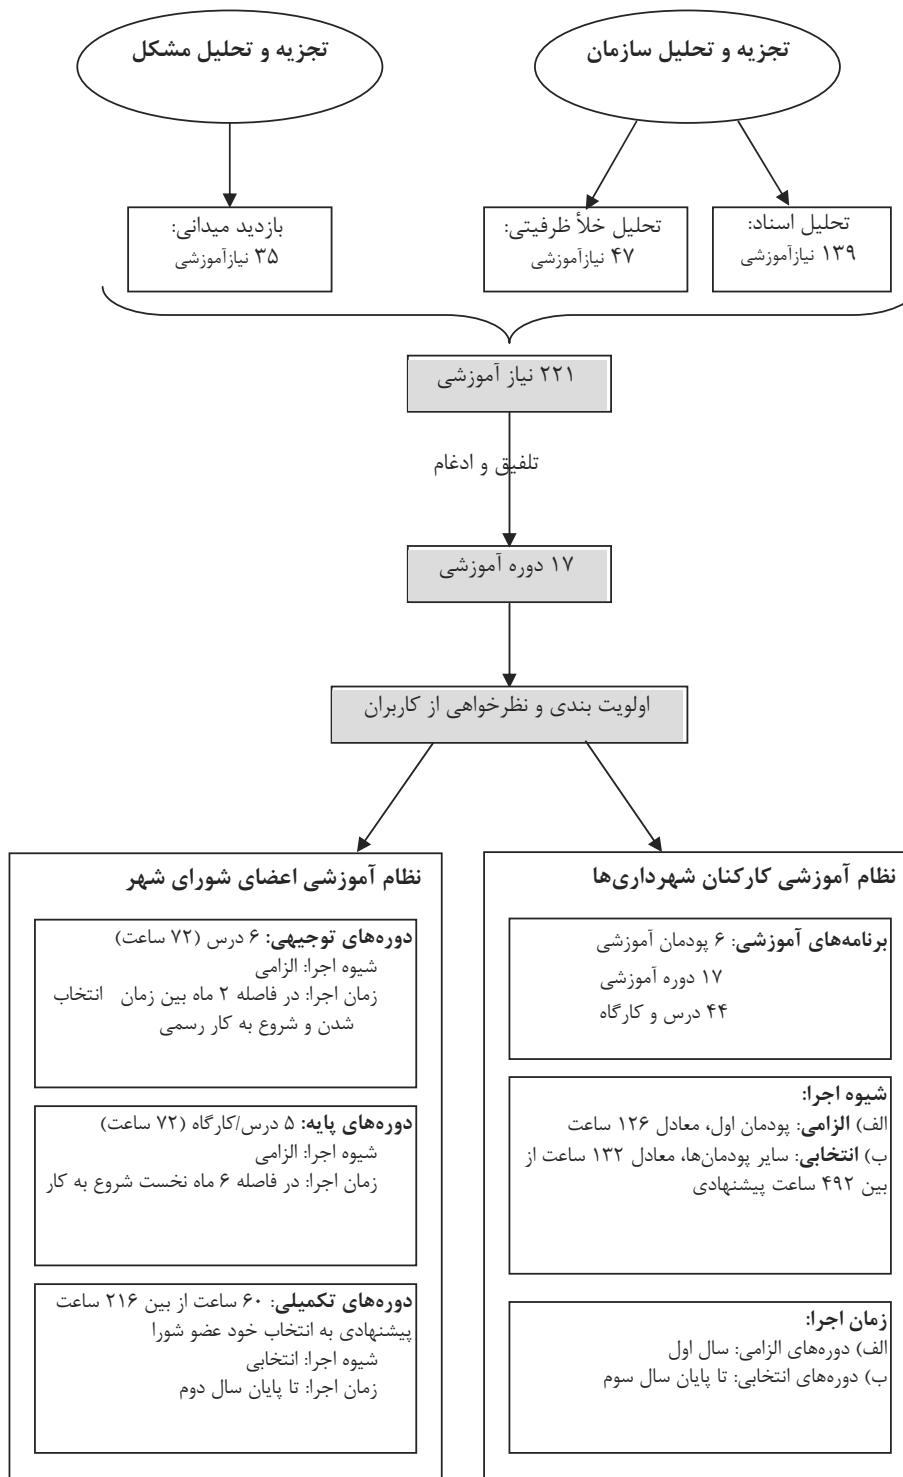 تجزیه و تحلیل سازمان
تجزیه و تحلیل مشکل
تحلیل اسناد:
۱۳۹ نیازآموزشی
تحلیل خلأ ظرفیتی:
۴۷ نیازآموزشی
بازدید میدانی:
۳۵ نیازآموزشی
۲۲۱ نیاز آموزشی
تلفیق و ادغام
۱۷ دوره آموزشی
اولویت بندی و نظرخواهی از کاربران
نظام آموزشی کارکنان شهرداری‌ها
برنامه‌های آموزشی: ۶ پودمان آموزشی
۱۷ دوره آموزشی
۴۴ درس و کارگاه
شیوه اجرا:
الف) الزامی: پودمان اول، معادل ۱۲۶ ساعت
ب) انتخابی: سایر پودمان‌ها، معادل ۱۳۲ ساعت از
بین ۴۹۲ ساعت پیشنهادی
زمان اجرا:
الف) دوره‌های الزامی: سال اول
ب) دوره‌های انتخابی: تا پایان سال سوم
نظام آموزشی اعضای شورای شهر
دوره‌های توجیهی: ۶ درس (۷۲ ساعت)
شیوه اجرا: الزامی
زمان اجرا: در فاصله ۲ ماه بین زمان انتخاب
شدن و شروع به کار رسمی
دوره‌های پایه: ۵ درس/کارگاه (۷۲ ساعت)
شیوه اجرا: الزامی
زمان اجرا: در فاصله ۶ ماه نخست شروع به کار
دوره‌های تکمیلی: ۶۰ ساعت از بین ۲۱۶ ساعت
پیشنهادی به انتخاب خود عضو شورا
شیوه اجرا: انتخابی
زمان اجرا: تا پایان سال دوم